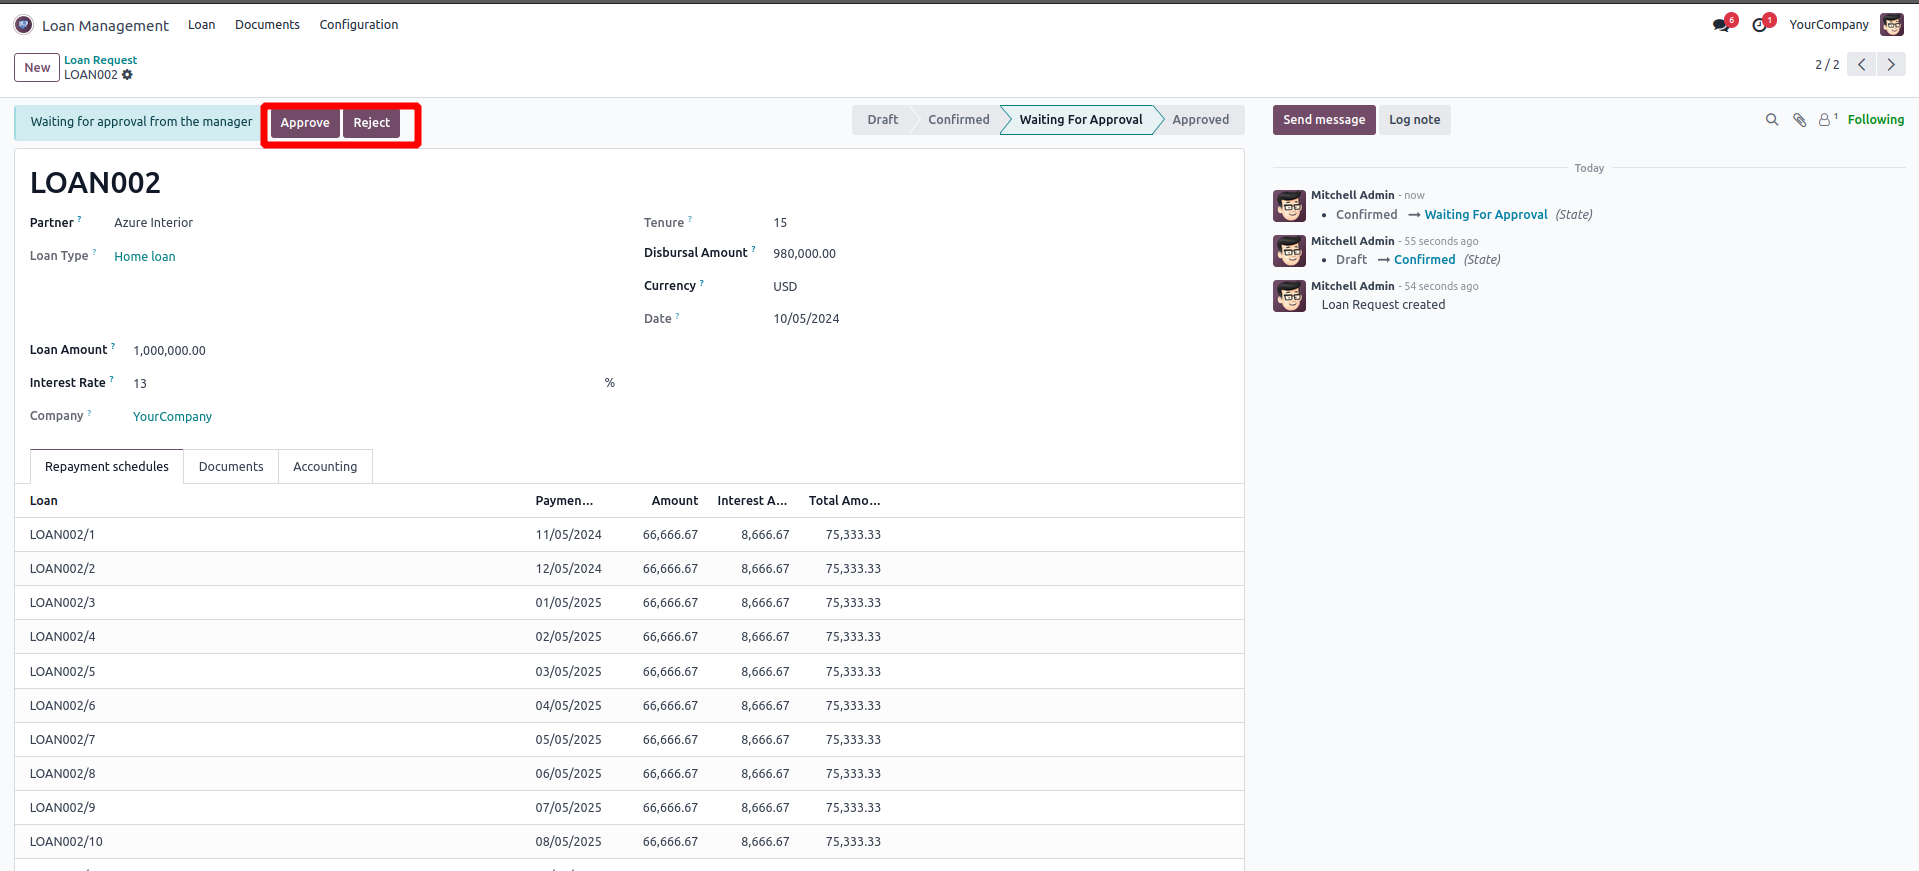 Loan Management Loan Documents Configuration 6 1 YourCompany
New Loan Request
LOAN002 2 / 2
Waiting for approval from the manager Approve Reject Draft Confirmed Waiting For Approval Approved
LOAN002
Partner ? Azure Interior Tenure ? 15
Disbursal Amount ? 980,000.00
Loan Type ? Home loan
Currency ? USD
Date ? 10/05/2024
Loan Amount ? 1,000,000.00
Interest Rate ? 13 %
Company ? YourCompany
Repayment schedules Documents Accounting
Loan Paymen... Amount Interest A... Total Amo...
LOAN002/1 11/05/2024 66,666.67 8,666.67 75,333.33
LOAN002/2 12/05/2024 66,666.67 8,666.67 75,333.33
LOAN002/3 01/05/2025 66,666.67 8,666.67 75,333.33
LOAN002/4 02/05/2025 66,666.67 8,666.67 75,333.33
LOAN002/5 03/05/2025 66,666.67 8,666.67 75,333.33
LOAN002/6 04/05/2025 66,666.67 8,666.67 75,333.33
LOAN002/7 05/05/2025 66,666.67 8,666.67 75,333.33
LOAN002/8 06/05/2025 66,666.67 8,666.67 75,333.33
LOAN002/9 07/05/2025 66,666.67 8,666.67 75,333.33
LOAN002/10 08/05/2025 66,666.67 8,666.67 75,333.33
Send message Log note 1 Following
Today
Mitchell Admin - now
• Confirmed → Waiting For Approval (State)
Mitchell Admin - 55 seconds ago
• Draft → Confirmed (State)
Mitchell Admin - 54 seconds ago
Loan Request created